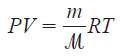 PV = m/ℳ RT